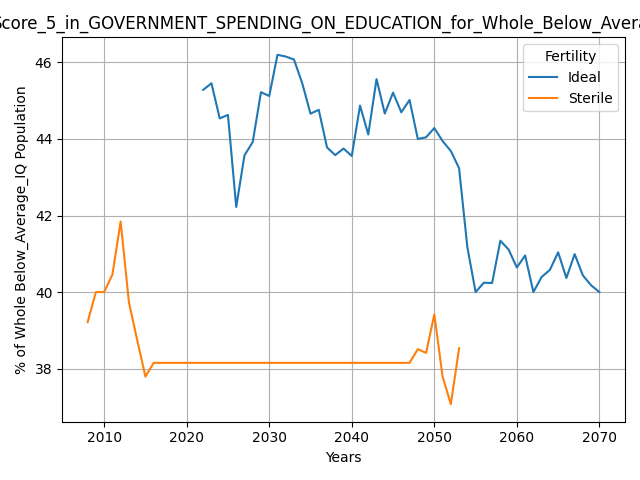 Score_5_in_GOVERNMENT_SPENDING_ON_EDUCATION_for_Whole_Below_Avera
% of Whole Below_Average_IQ Population
46
44
42
40
38
Fertility
Ideal
Sterile
2010 2020 2030 2040 2050 2060 2070
Years